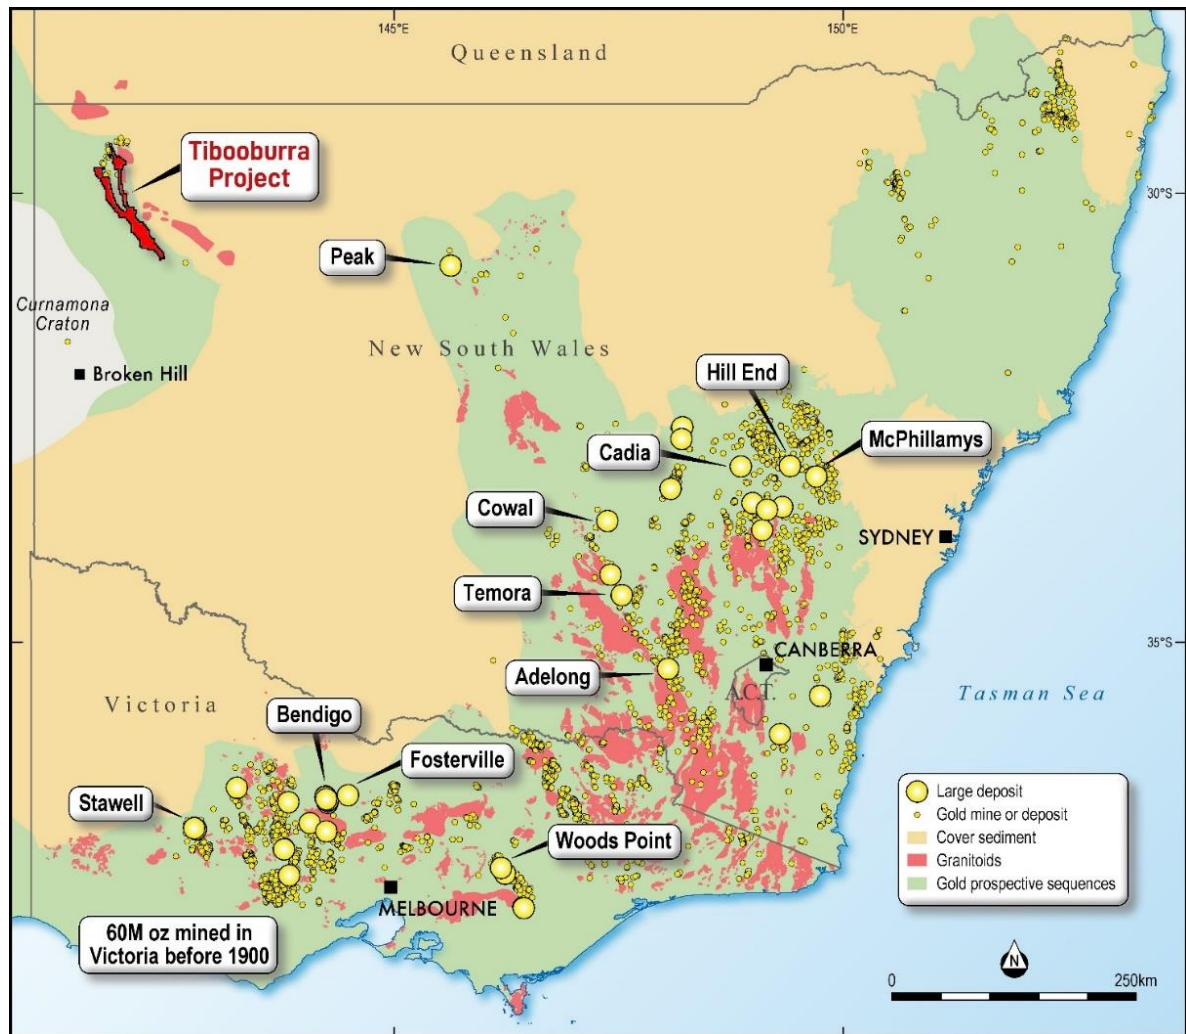 145°E
150°E
Queensland
Tibooburra
Project
30°S
Peak
Curnamona
Craton
New South Wales
Broken Hill
Hill End
McPhillamys
Cadia
Cowal
SYDNEY
Temora
CANBERRA
35°S
Adelong
A.C.T.
Tasman Sea
Victoria
Bendigo
Fosterville
Stawell
Woods Point
MELBOURNE
60M oz mined in
Victoria before 1900
Large deposit
Gold mine or deposit
Cover sediment
Granitoids
Gold prospective sequences
N
0
250km